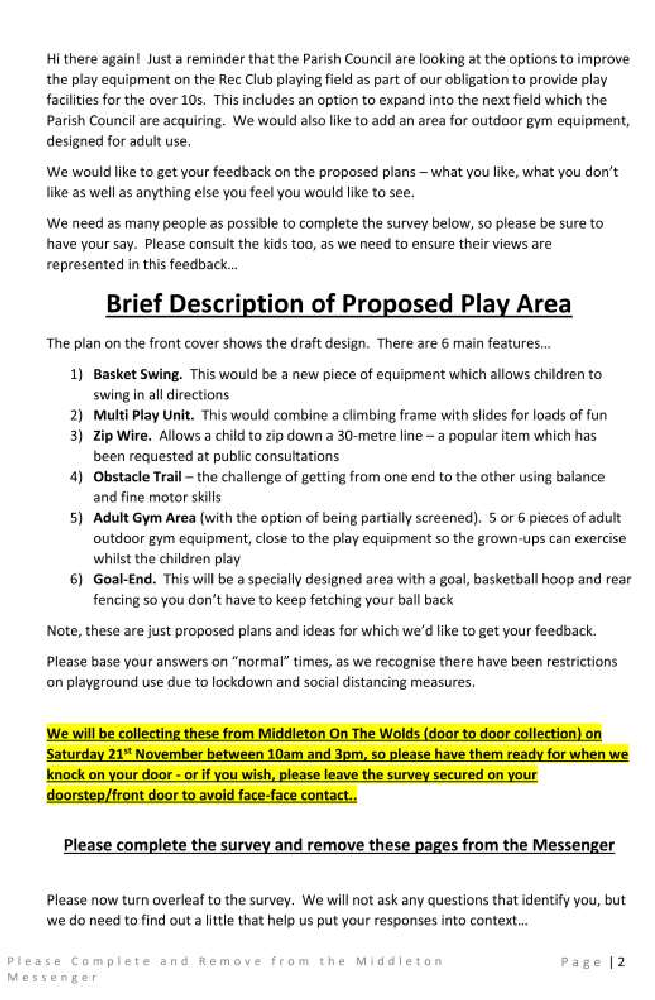 Hi there again!  Just a reminder that the Parish Council are looking at the options to improve
the play equipment on the Rec Club playing field as part of our obligation to provide play
facilities for the over 10s.  This includes an option to expand into the next field which the
Parish Council are acquiring.  We would also like to add an area for outdoor gym equipment,
designed for adult use.
We would like to get your feedback on the proposed plans – what you like, what you don't
like as well as anything else you feel you would like to see.
We need as many people as possible to complete the survey below, so please be sure to
have your say.  Please consult the kids too, as we need to ensure their views are
represented in this feedback...
Brief Description of Proposed Play Area
The plan on the front cover shows the draft design.  There are 6 main features...
1) Basket Swing.  This would be a new piece of equipment which allows children to
swing in all directions
2) Multi Play Unit.  This would combine a climbing frame with slides for loads of fun
3) Zip Wire.  Allows a child to zip down a 30-metre line – a popular item which has
been requested at public consultations
4) Obstacle Trail – the challenge of getting from one end to the other using balance
and fine motor skills
5) Adult Gym Area (with the option of being partially screened).  5 or 6 pieces of adult
outdoor gym equipment, close to the play equipment so the grown-ups can exercise
whilst the children play
6) Goal-End.  This will be a specially designed area with a goal, basketball hoop and rear
fencing so you don't have to keep fetching your ball back
Note, these are just proposed plans and ideas for which we'd like to get your feedback.
Please base your answers on "normal" times, as we recognise there have been restrictions
on playground use due to lockdown and social distancing measures.
We will be collecting these from Middleton On The Wolds (door to door collection) on
Saturday 21st November between 10am and 3pm, so please have them ready for when we
knock on your door - or if you wish, please leave the survey secured on your
doorstep/front door to avoid face-face contact..
Please complete the survey and remove these pages from the Messenger
Please now turn overleaf to the survey.  We will not ask any questions that identify you, but
we do need to find out a little that help us put your responses into context...
Please Complete and Remove from the Middleton Page | 2
Messenger